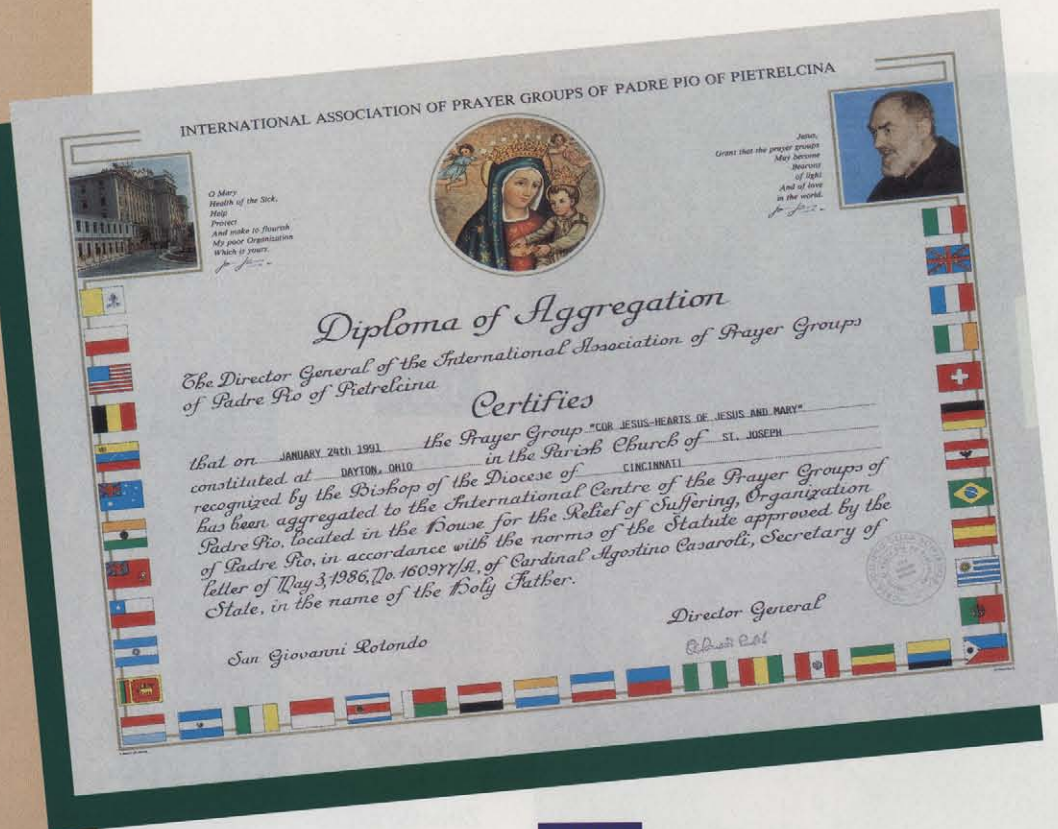 INTERNATIONAL ASSOCIATION OF PRAYER GROUPS OF PADRE PIO OF PIETRELCINA
O Mary
Health of the Sick,
Help
Protect
And make to flourish
My poor Organization
Which is yours.
Jesus,
Grant that the prayer groups
May become
Beacons
of light
And of love
in the world.
Diploma of Aggregation
The Director General of the International Association of Prayer Groups
of Padre Pio of Pietrelcina
Certifies
that on JANUARY 24th 1991 the Prayer Group "COR JESUS-HEARTS OF JESUS AND MARY"
constituted at DAYTON, OHIO in the Parish Church of ST. JOSEPH
recognized by the Bishop of the Diocese of CINCINNATI
has been aggregated to the International Centre of the Prayer Groups of
Padre Pio, located in the House for the Relief of Suffering, Organization
of Padre Pio, in accordance with the norms of the Statute approved by the
letter of May 3, 1986, No. 160977/A, of Cardinal Agostino Casaroli, Secretary of
State, in the name of the Holy Father.
San Giovanni Rotondo
Director General